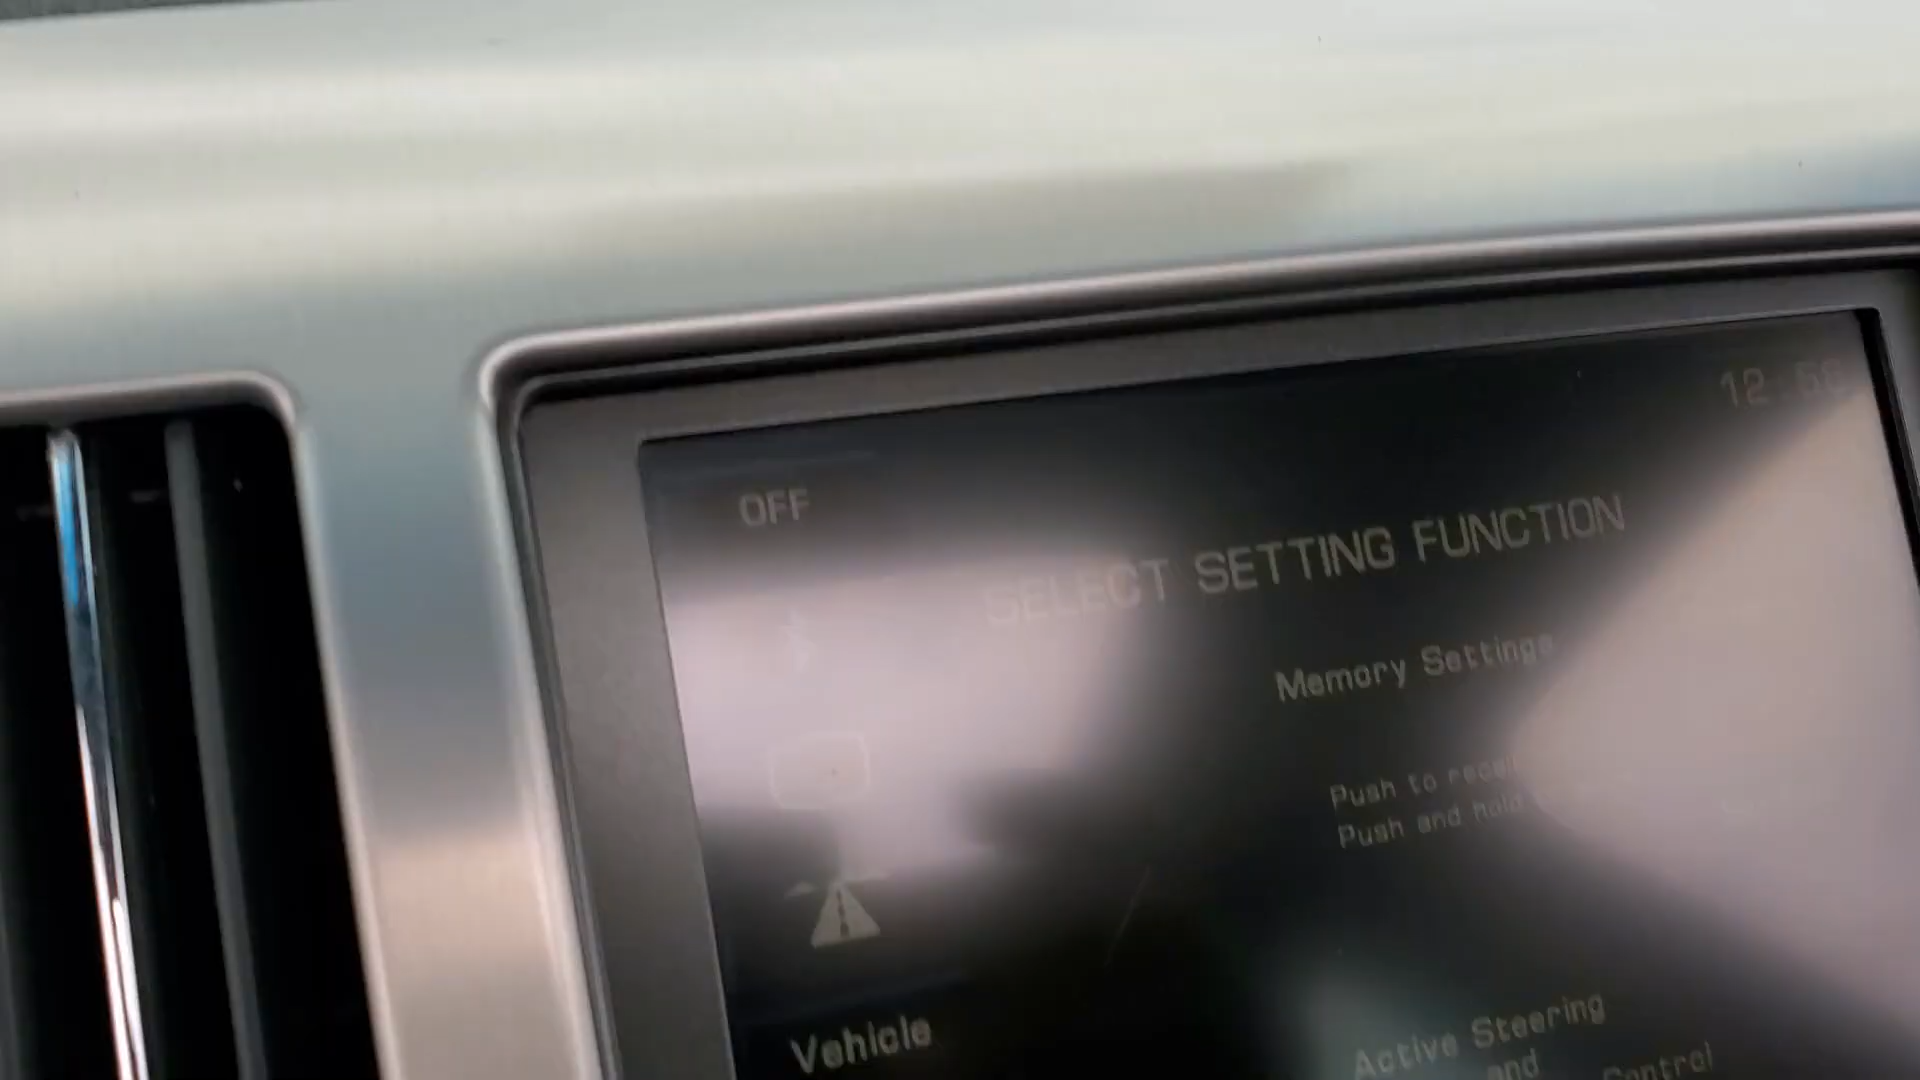 12:56
OFF
SELECT SETTING FUNCTION
Memory Settings
Push to recall
Push and hold
Vehicle
Active Steering
and
Control